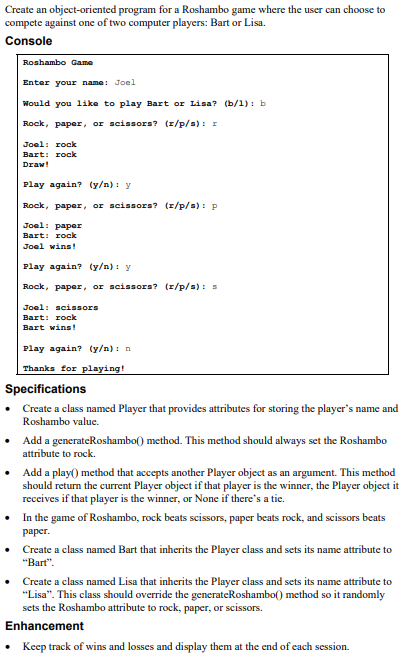 Create an object-oriented program for a Roshambo game where the user can choose to
compete against one of two computer players: Bart or Lisa.
Console
Roshambo Game
Enter your name: Joel
Would you like to play Bart or Lisa? (b/l): b
Rock, paper, or scissors? (r/p/s): r
Joel: rock
Bart: rock
Draw!
Play again? (y/n): y
Rock, paper, or scissors? (r/p/s): p
Joel: paper
Bart: rock
Joel wins!
Play again? (y/n): y
Rock, paper, or scissors? (r/p/s): s
Joel: scissors
Bart: rock
Bart wins!
Play again? (y/n): n
Thanks for playing!
Specifications
• Create a class named Player that provides attributes for storing the player's name and
Roshambo value.
• Add a generateRoshambo() method. This method should always set the Roshambo
attribute to rock.
• Add a play() method that accepts another Player object as an argument. This method
should return the current Player object if that player is the winner, the Player object it
receives if that player is the winner, or None if there's a tie.
• In the game of Roshambo, rock beats scissors, paper beats rock, and scissors beats
paper.
• Create a class named Bart that inherits the Player class and sets its name attribute to
"Bart".
• Create a class named Lisa that inherits the Player class and sets its name attribute to
"Lisa". This class should override the generateRoshambo() method so it randomly
sets the Roshambo attribute to rock, paper, or scissors.
Enhancement
• Keep track of wins and losses and display them at the end of each session.